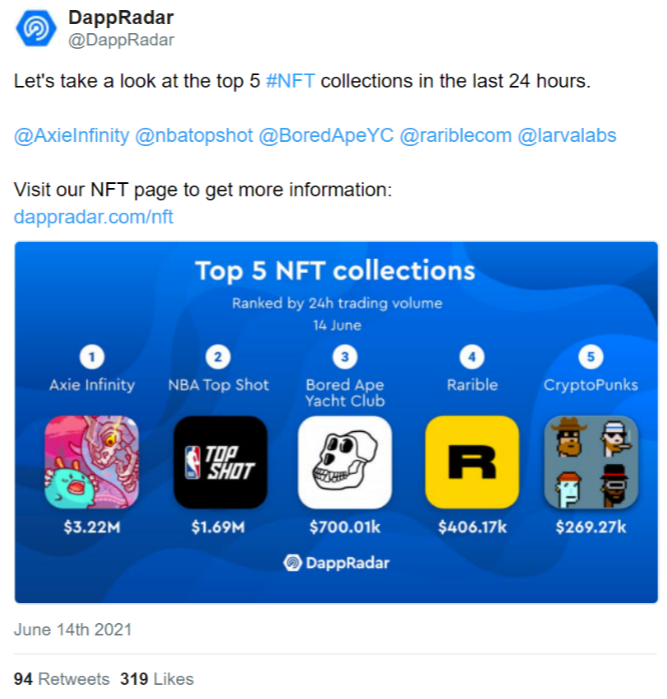 DappRadar
@DappRadar
Let's take a look at the top 5 #NFT collections in the last 24 hours.
@AxieInfinity @nbatopshot @BoredApeYC @rariblecom @larvalabs
Visit our NFT page to get more information:
dappradar.com/nft
Top 5 NFT collections
Ranked by 24h trading volume
14 June
1 2 3 4 5
Axie Infinity NBA Top Shot Bored Ape Rarible CryptoPunks
Yacht Club
TOP
SHOT
R
$3.22M $1.69M $700.01k $406.17k $269.27k
DappRadar
June 14th 2021
94 Retweets 319 Likes